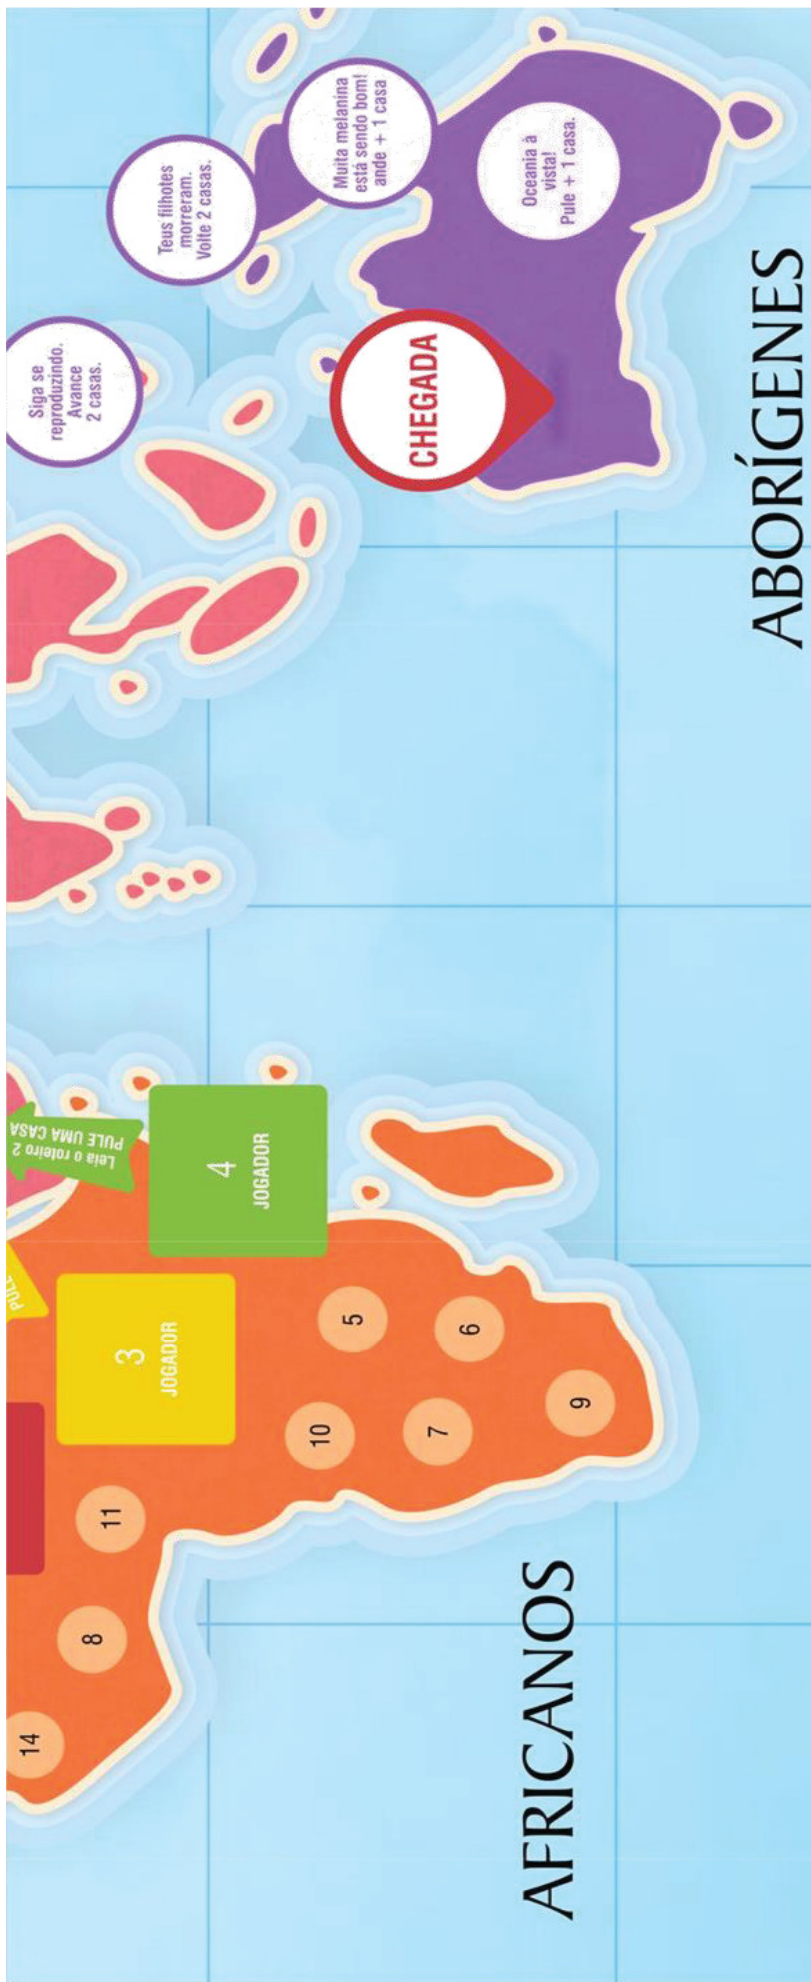 Siga se
reproduzindo.
Avance
2 casas.
Teus filhotes
morreram.
Volte 2 casas.
Muita melanina
está sendo bom!
ande + 1 casa
Oceania à
vista!
Pule + 1 casa.
CHEGADA
ABORÍGENES
Leia o roteiro 2
PULE UMA CASA
PULE
4
JOGADOR
3
JOGADOR
5
6
10
7
9
11
8
14
AFRICANOS